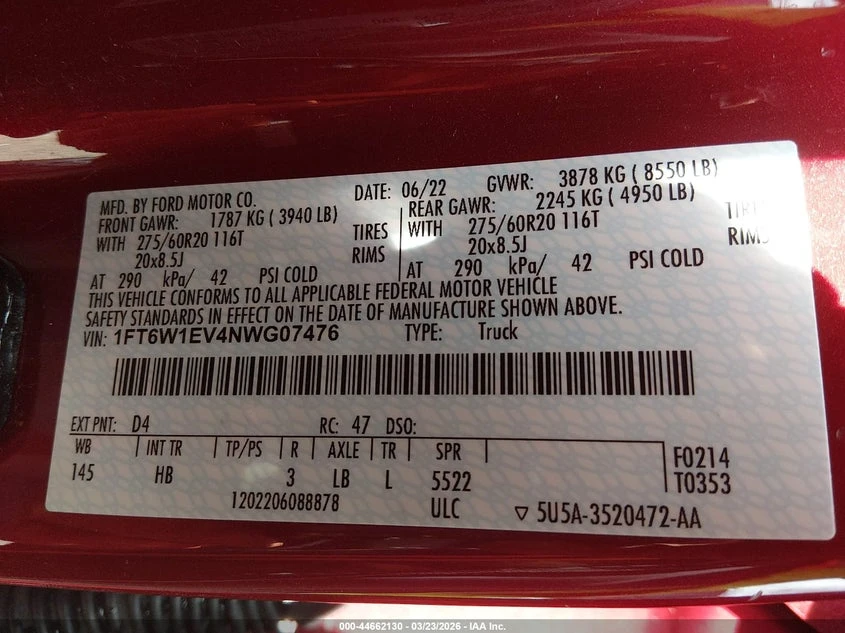 MFD. BY FORD MOTOR CO. DATE: 06/22 GVWR: 3878 KG ( 8550 LB)
FRONT GAWR: 1787 KG ( 3940 LB) REAR GAWR: 2245 KG ( 4950 LB)
WITH 275/60R20 116T TIRES WITH 275/60R20 116T TIRES
20x8.5J RIMS 20x8.5J RIMS
AT 290 kPa/ 42 PSI COLD AT 290 kPa/ 42 PSI COLD
THIS VEHICLE CONFORMS TO ALL APPLICABLE FEDERAL MOTOR VEHICLE
SAFETY STANDARDS IN EFFECT ON THE DATE OF MANUFACTURE SHOWN ABOVE.
VIN: 1FT6W1EV4NWG07476 TYPE: Truck
EXT PNT: D4 RC: 47 DSO:
WB INT TR TP/PS R AXLE TR SPR
145 HB 3 LB L 5522
F0214
T0353
1202206088878 ULC ▽ 5U5A-3520472-AA
000-44662130 - 03/23/2026 - IAA Inc.